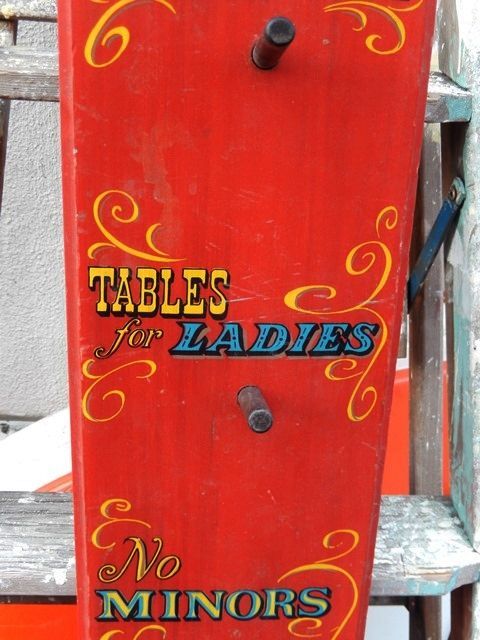 TABLES
for LADIES
No
MINORS